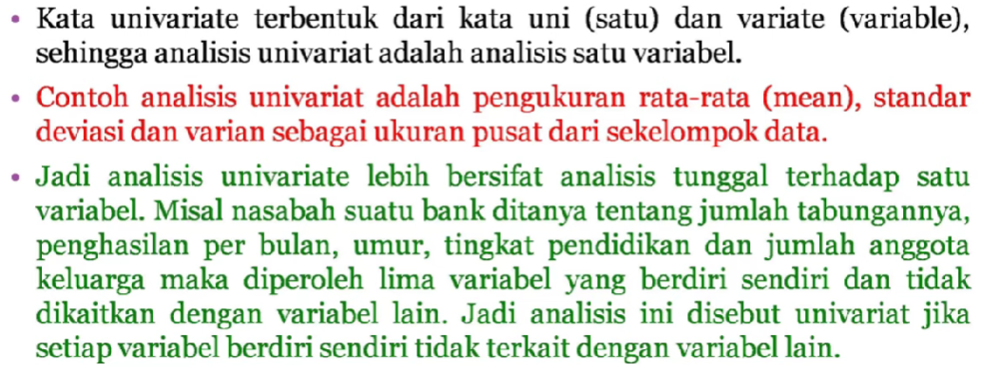 • Kata univariate terbentuk dari kata uni (satu) dan variate (variable),
sehingga analisis univariat adalah analisis satu variabel.
• Contoh analisis univariat adalah pengukuran rata-rata (mean), standar
deviasi dan varian sebagai ukuran pusat dari sekelompok data.
• Jadi analisis univariate lebih bersifat analisis tunggal terhadap satu
variabel. Misal nasabah suatu bank ditanya tentang jumlah tabungannya,
penghasilan per bulan, umur, tingkat pendidikan dan jumlah anggota
keluarga maka diperoleh lima variabel yang berdiri sendiri dan tidak
dikaitkan dengan variabel lain. Jadi analisis ini disebut univariat jika
setiap variabel berdiri sendiri tidak terkait dengan variabel lain.